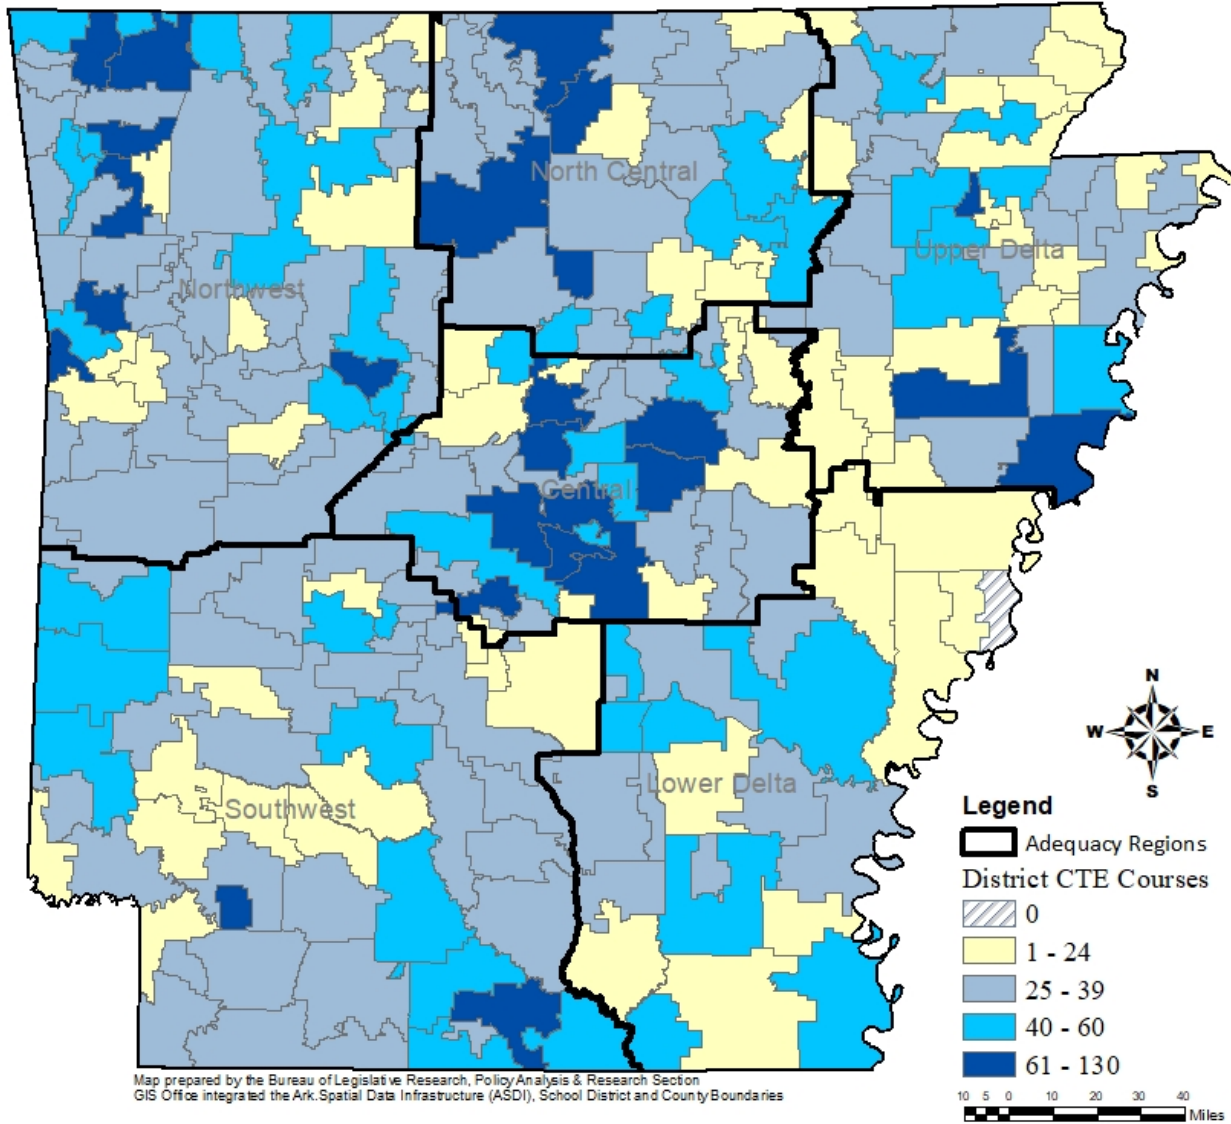 North Central
Upper Delta
Northwest
Central
Lower Delta
Southwest
N
W E
S
Legend
Adequacy Regions
District CTE Courses
0
1 - 24
25 - 39
40 - 60
61 - 130
10 5 0 10 20 30 40
Miles
Map prepared by the Bureau of Legislative Research, Policy Analysis & Research Section
GIS Office integrated the Ark.Spatial Data Infrastructure (ASDI), School District and County Boundaries